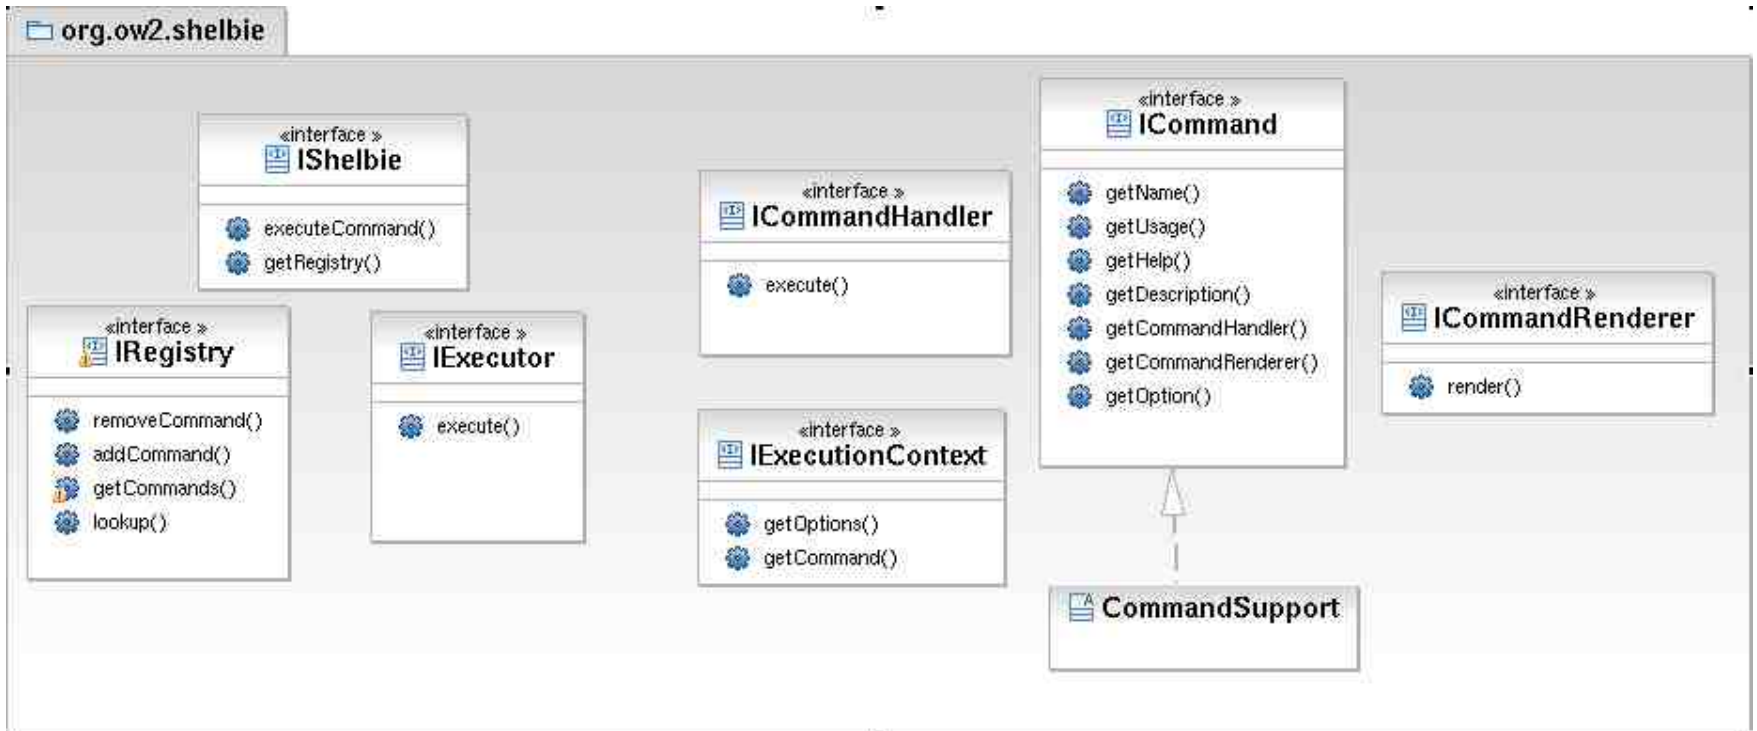 org.ow2.shelbie
«interface »
IShelbie
executeCommand()
getRegistry()
«interface »
IRegistry
removeCommand()
addCommand()
getCommands()
lookup()
«interface »
IExecutor
execute()
«interface »
ICommandHandler
execute()
«interface »
IExecutionContext
getOptions()
getCommand()
«interface »
ICommand
getName()
getUsage()
getHelp()
getDescription()
getCommandHandler()
getCommandRenderer()
getOption()
A CommandSupport
«interface »
ICommandRenderer
render()